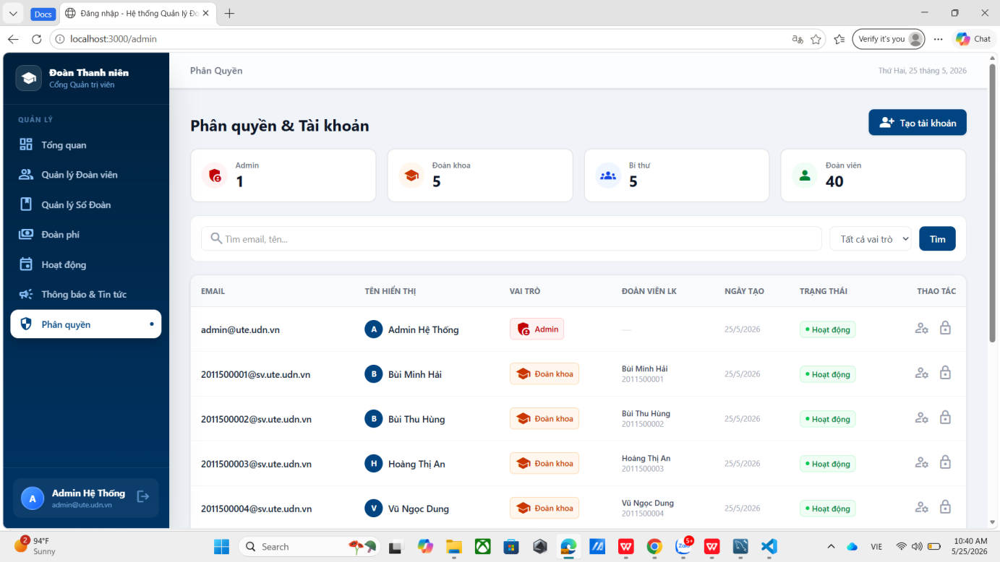 Docs
Đăng nhập - Hệ thống Quản lý Đo
localhost:3000/admin
Verify it's you
Chat
Đoàn Thanh niên
Cổng Quản trị viên
QUẢN LÝ
Tổng quan
Quản lý Đoàn viên
Quản lý Sổ Đoàn
Đoàn phí
Hoạt động
Thông báo & Tin tức
Phân quyền
A
Admin Hệ Thống
admin@ute.udn.vn
Phân Quyền
Thứ Hai, 25 tháng 5, 2026
Phân quyền & Tài khoản
Tạo tài khoản
Admin
1
Đoàn khoa
5
Bí thư
5
Đoàn viên
40
Tìm email, tên...
Tất cả vai trò
Tìm
EMAIL TÊN HIỂN THỊ VAI TRÒ ĐOÀN VIÊN LK NGÀY TẠO TRẠNG THÁI THAO TÁC
admin@ute.udn.vn A Admin Hệ Thống Admin — 25/5/2026 Hoạt động
2011500001@sv.ute.udn.vn B Bùi Minh Hải Đoàn khoa Bùi Minh Hải 25/5/2026 Hoạt động
2011500001
2011500002@sv.ute.udn.vn B Bùi Thu Hùng Đoàn khoa Bùi Thu Hùng 25/5/2026 Hoạt động
2011500002
2011500003@sv.ute.udn.vn H Hoàng Thị An Đoàn khoa Hoàng Thị An 25/5/2026 Hoạt động
2011500003
2011500004@sv.ute.udn.vn V Vũ Ngọc Dung Đoàn khoa Vũ Ngọc Dung 25/5/2026 Hoạt động
2011500004
2
94°F
Sunny
Search
Zalo
5+
VIE
10:40 AM
5/25/2026